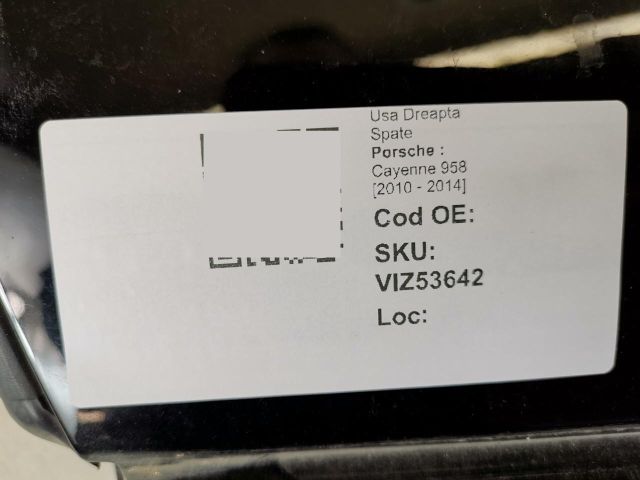 Usa Dreapta
Spate
Porsche :
Cayenne 958
[2010 - 2014]
Cod OE:
SKU:
VIZ53642
Loc: